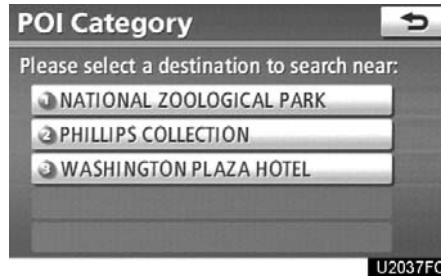 POI Category
Please select a destination to search near:
1 NATIONAL ZOOLOGICAL PARK
2 PHILLIPS COLLECTION
3 WASHINGTON PLAZA HOTEL
U2037FC